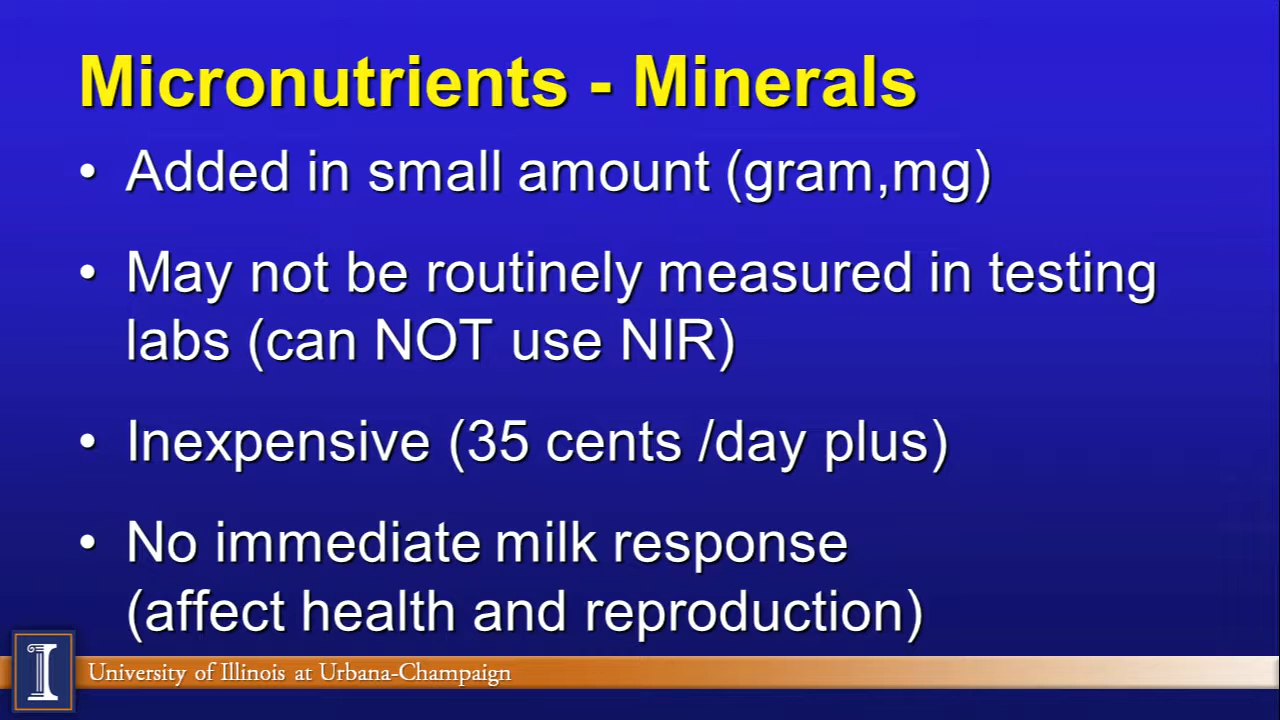 Micronutrients - Minerals
• Added in small amount (gram,mg)
• May not be routinely measured in testing
labs (can NOT use NIR)
• Inexpensive (35 cents /day plus)
• No immediate milk response
(affect health and reproduction)
I
University of Illinois at Urbana-Champaign